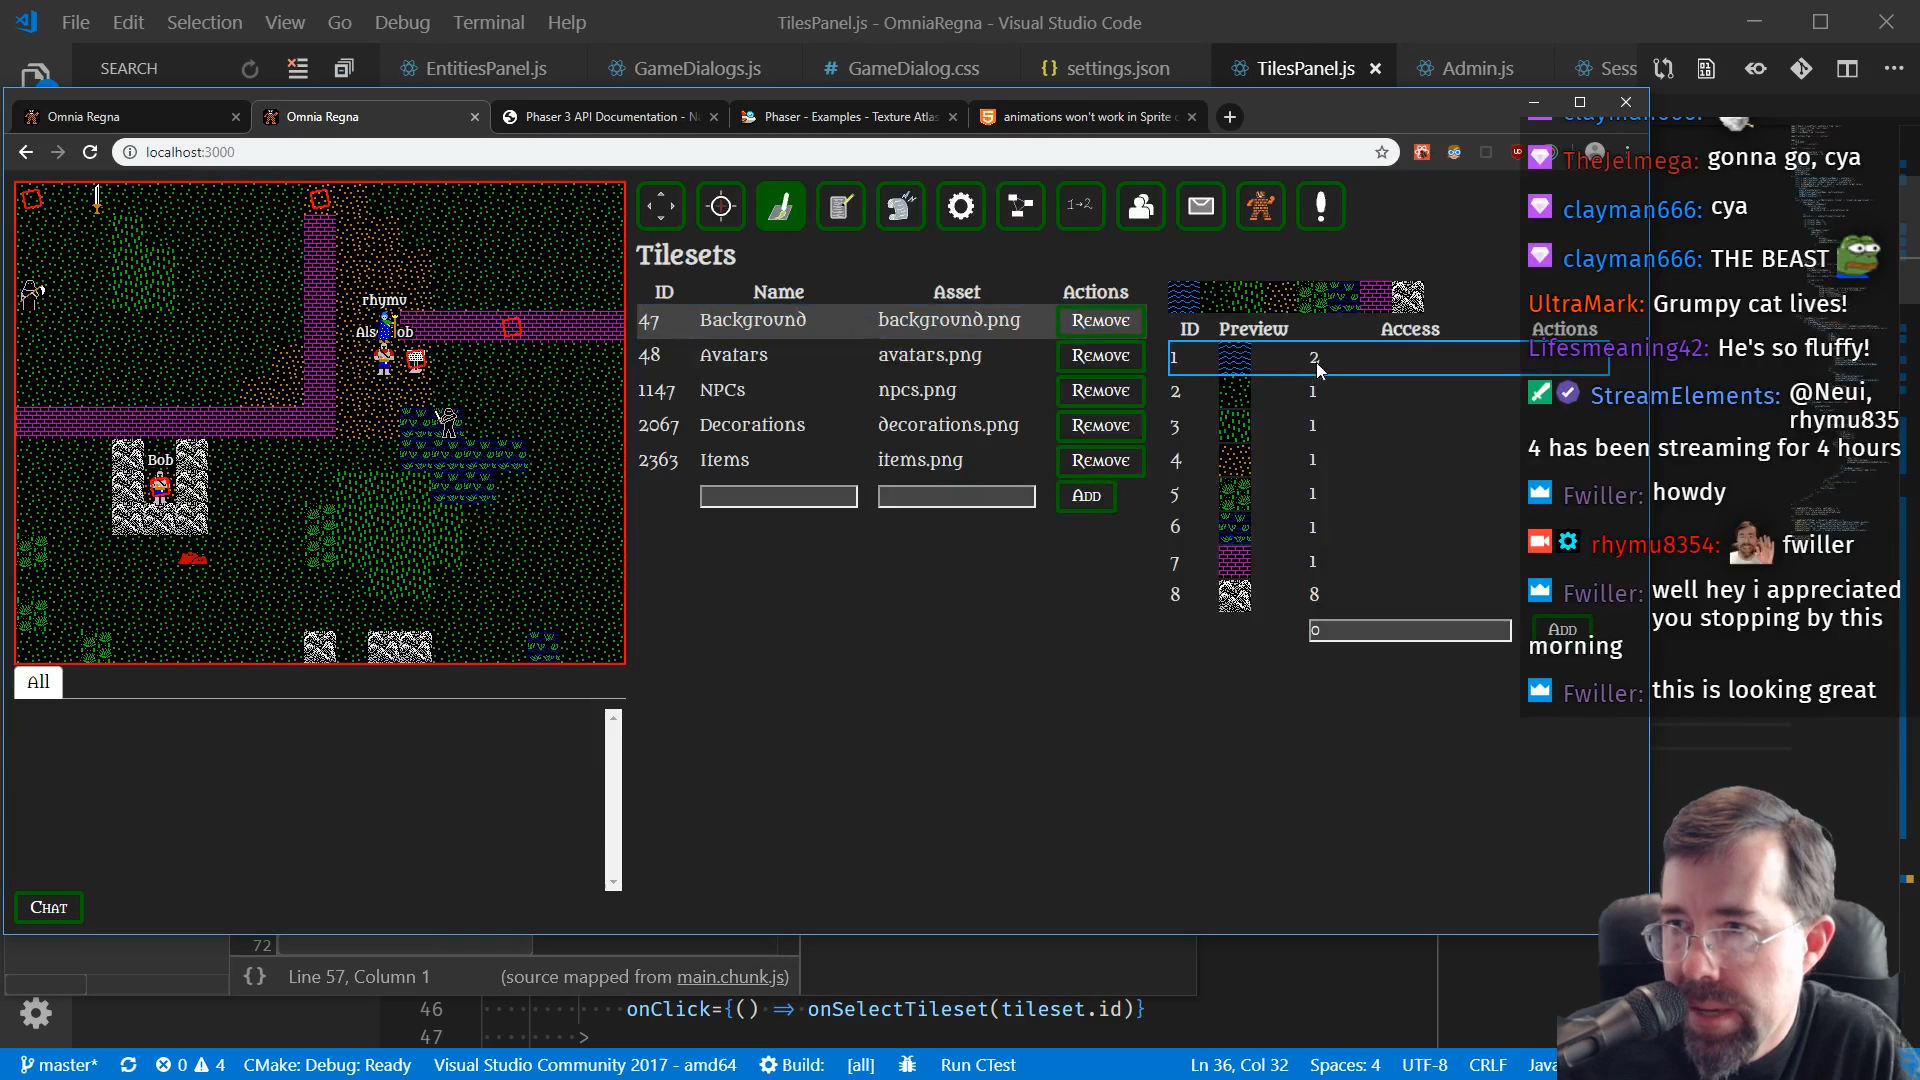 File Edit Selection View Go Debug Terminal Help
TilesPanel.js - OmniaRegna - Visual Studio Code
SEARCH
EntitiesPanel.js
GameDialogs.js
# GameDialog.css
{} settings.json
TilesPanel.js
Admin.js
Sess
Omnia Regna
Omnia Regna
Phaser 3 API Documentation - N
Phaser - Examples - Texture Atlas
animations won't work in Sprite
localhost:3000
rhymu
Bob
1→2
Tilesets
ID Name Asset Actions
47 Background background.png Remove
48 Avatars avatars.png Remove
1147 NPCs npcs.png Remove
2067 Decorations decorations.png Remove
2363 Items items.png Remove
Add
ID Preview Access Actions
1 2
2 1
3 1
4 1
5 1
6 1
7 1
8 8
0 Add
All
Chat
clayman666:
TheJelmega: gonna go, cya
clayman666: cya
clayman666: THE BEAST
UltraMark: Grumpy cat lives!
Lifesmeaning42: He's so fluffy!
StreamElements: @Neui,
rhymu835
4 has been streaming for 4 hours
Fwiller: howdy
rhymu8354: fwiller
Fwiller: well hey i appreciated
you stopping by this
morning
Fwiller: this is looking great
72
{} Line 57, Column 1 (source mapped from main.chunk.js)
46 onClick={() => onSelectTileset(tileset.id)}
47 >
master* 0 4 CMake: Debug: Ready Visual Studio Community 2017 - amd64 Build: [all] Run CTest Ln 36, Col 32 Spaces: 4 UTF-8 CRLF Java